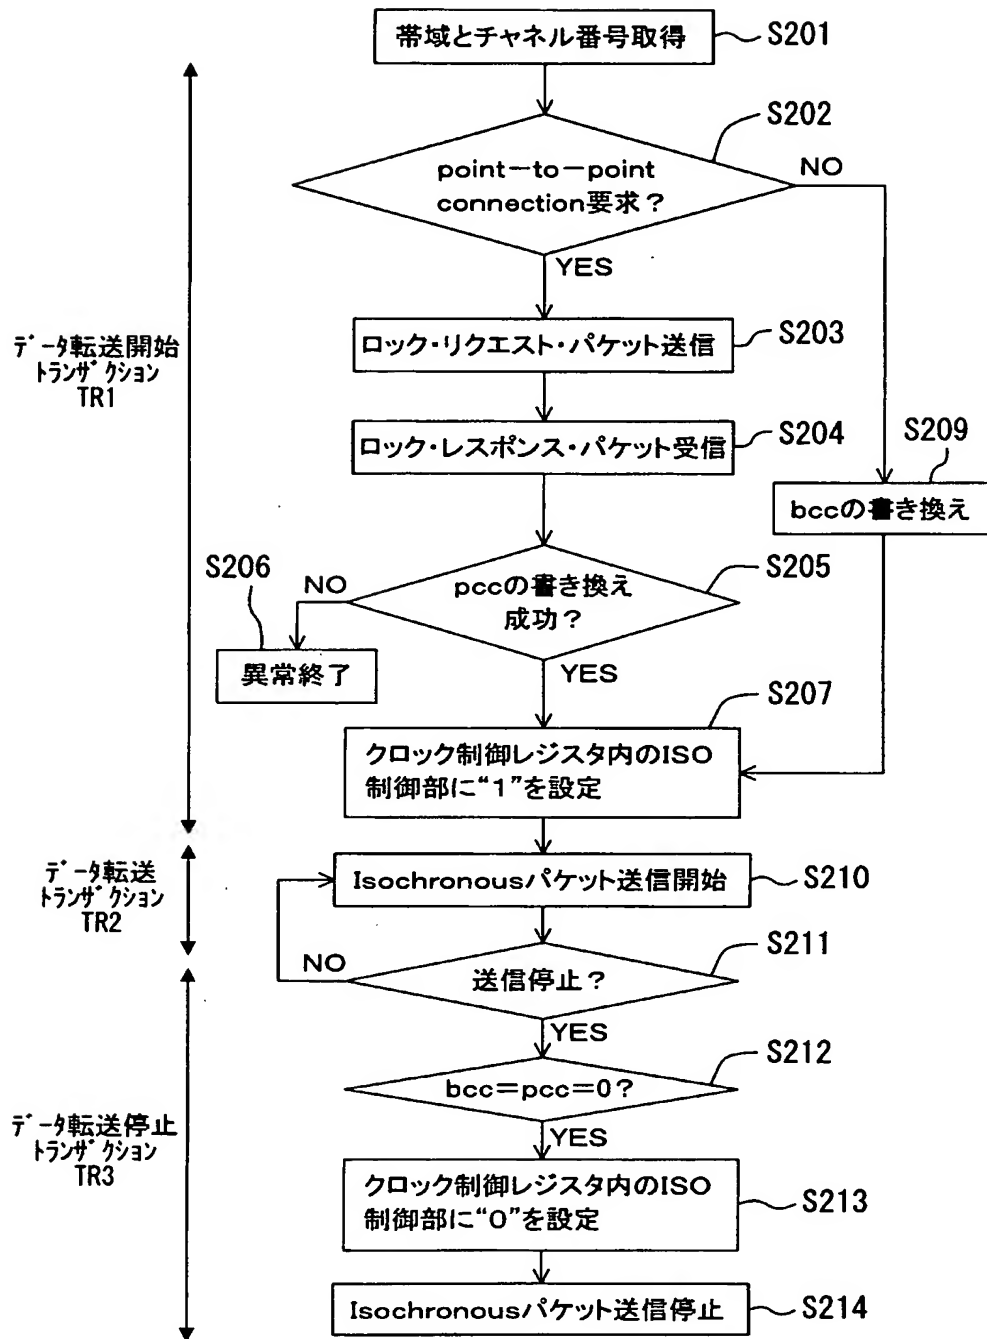 帯域とチャネル番号取得
S201
S202
point－to－point
connection要求？
NO
YES
データ転送開始
トランザクション
TR1
ロック・リクエスト・パケット送信
S203
ロック・レスポンス・パケット受信
S204
S209
bccの書き換え
S205
pccの書き換え
成功？
S206
NO
異常終了
YES
S207
クロック制御レジスタ内のISO
制御部に“1”を設定
データ転送
トランザクション
TR2
Isochronousパケット送信開始
S210
S211
送信停止？
NO
YES
S212
bcc＝pcc＝0？
YES
データ転送停止
トランザクション
TR3
クロック制御レジスタ内のISO
制御部に“0”を設定
S213
Isochronousパケット送信停止
S214